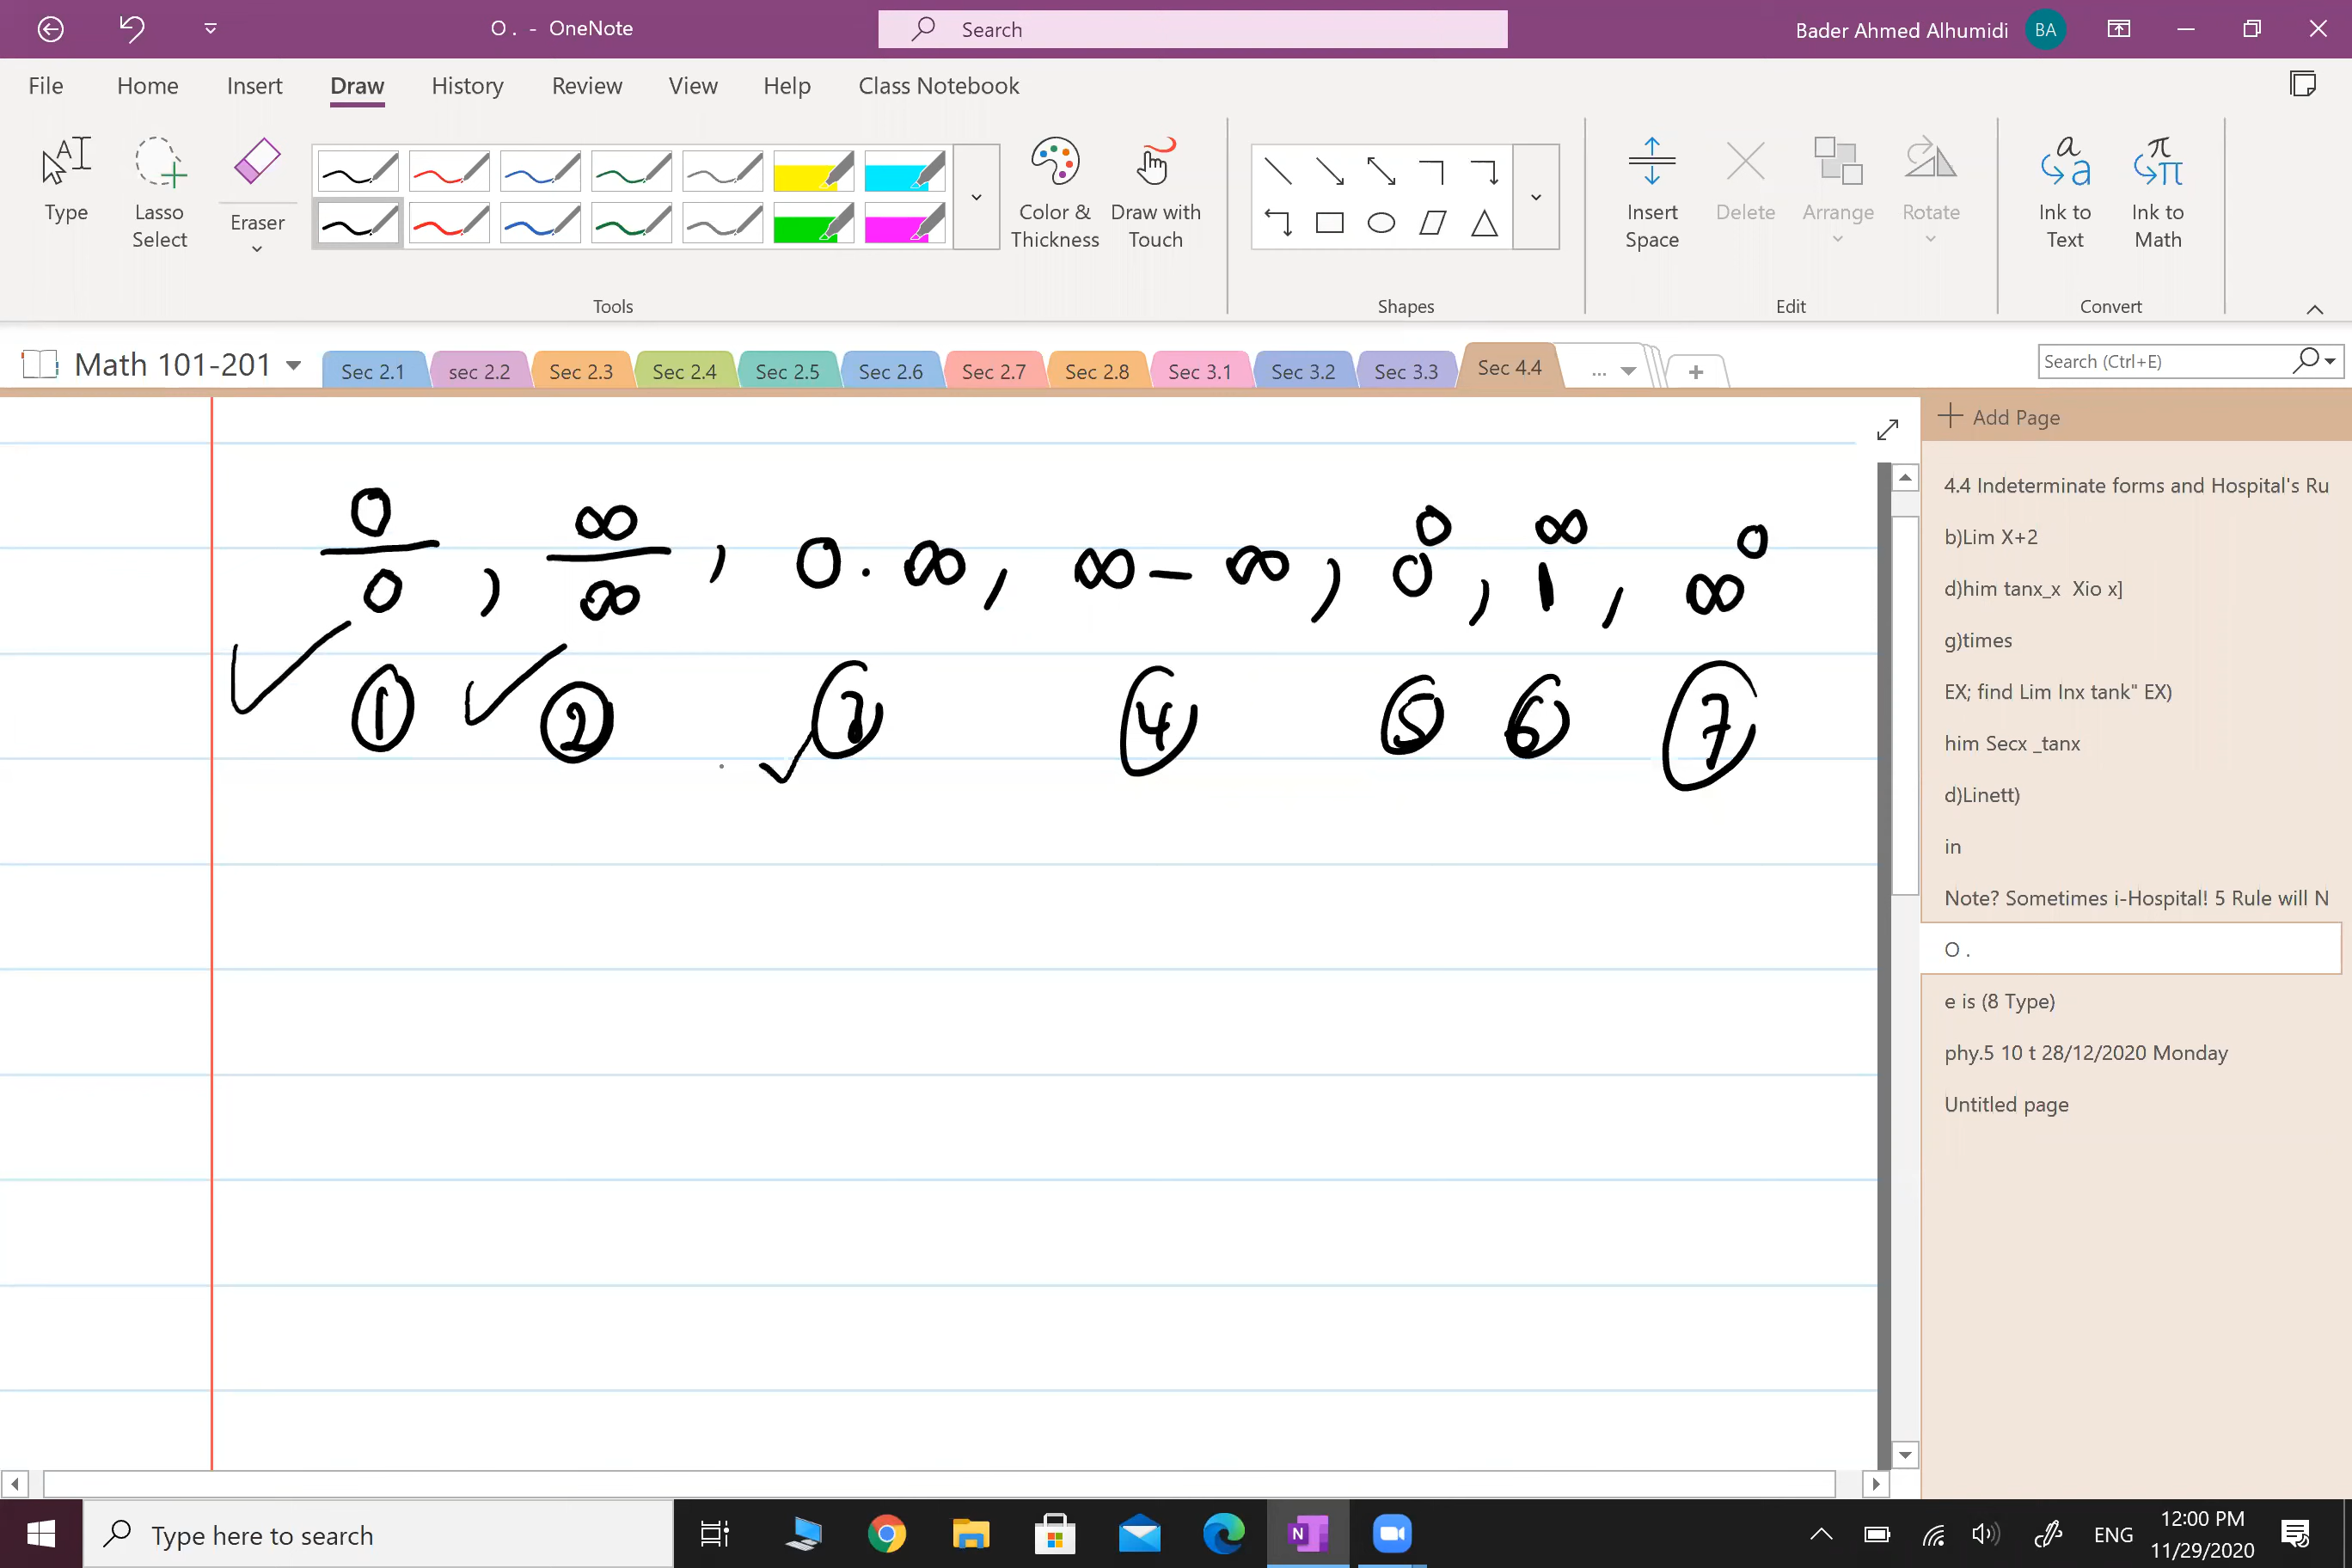 O . - OneNote
Search
Bader Ahmed Alhumidi BA
File Home Insert Draw History Review View Help Class Notebook
Type
Lasso Select
Eraser
Color & Thickness
Draw with Touch
Insert Space
Delete
Arrange
Rotate
Ink to Text
Ink to Math
Tools Shapes Edit Convert
Math 101-201 Sec 2.1 sec 2.2 Sec 2.3 Sec 2.4 Sec 2.5 Sec 2.6 Sec 2.7 Sec 2.8 Sec 3.1 Sec 3.2 Sec 3.3 Sec 4.4 ... +
Search (Ctrl+E)
0/0 , ∞/∞ , 0 · ∞ , ∞ - ∞ , 0^0 , 1^∞ , ∞^0
✓ ① ✓ ② ✓ ③ ④ ⑤ ⑥ ⑦
Add Page
4.4 Indeterminate forms and Hospital's Ru
b)Lim X+2
d)him tanx_x Xio x]
g)times
EX; find Lim Inx tank" EX)
him Secx _tanx
d)Linett)
in
Note? Sometimes i-Hospital! 5 Rule will N
O .
e is (8 Type)
phy.5 10 t 28/12/2020 Monday
Untitled page
Type here to search
ENG
12:00 PM
11/29/2020